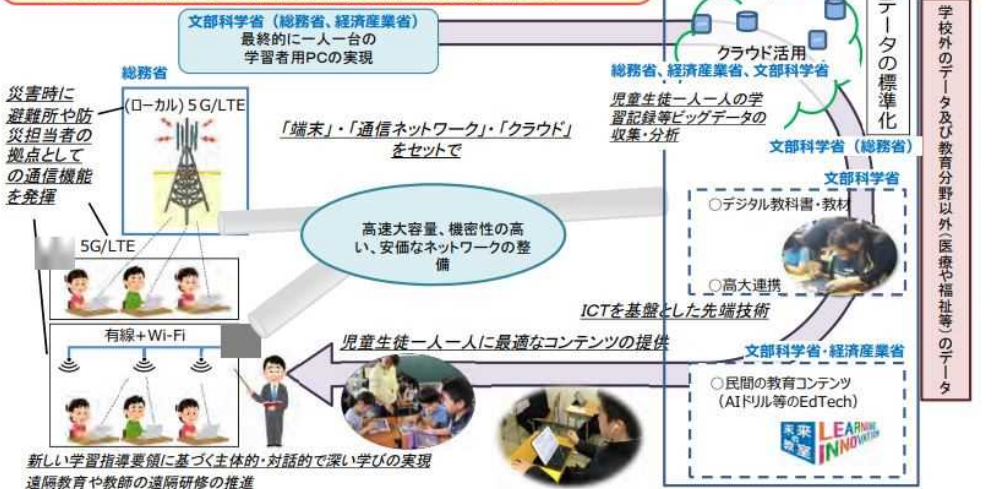 文部科学省（総務省、経済産業省）
最終的に一人一台の
学習者用PCの実現
総務省
(ローカル) 5G/LTE
災害時に
避難所や防
災担当者の
拠点として
の通信機能
を発揮
5G/LTE
有線+Wi-Fi
「端末」・「通信ネットワーク」・「クラウド」
をセットで
高速大容量、機密性の高
い、安価なネットワークの整
備
クラウド活用
総務省、経済産業省、文部科学省
児童生徒一人一人の学
習記録等ビッグデータの
収集・分析
データの標準化
文部科学省（総務省）
学校外のデータ及び教育分野以外（医療や福祉等）のデータ
文部科学省
○デジタル教科書・教材
○高大連携
ICTを基盤とした先端技術
児童生徒一人一人に最適なコンテンツの提供
文部科学省・経済産業省
○民間の教育コンテンツ
（AIドリル等のEdTech）
未来の教室
LEARNING
INNOVATION
新しい学習指導要領に基づく主体的・対話的で深い学びの実現
遠隔教育や教師の遠隔研修の推進